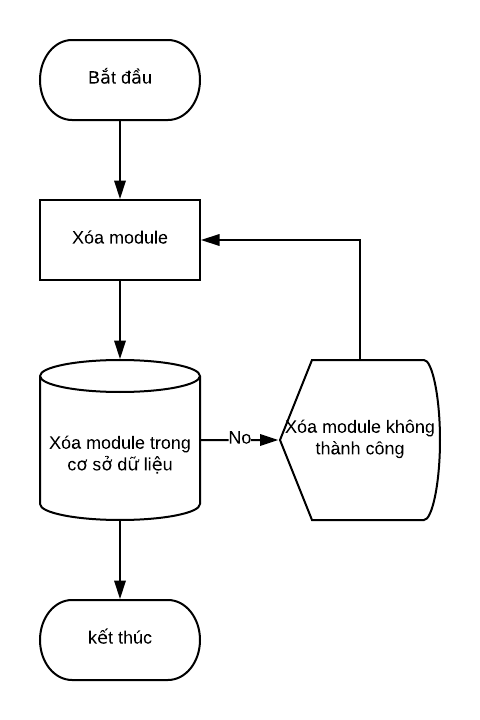 Bắt đầu
Xóa module
Xóa module trong
cơ sở dữ liệu
No
Xóa module không
thành công
kết thúc